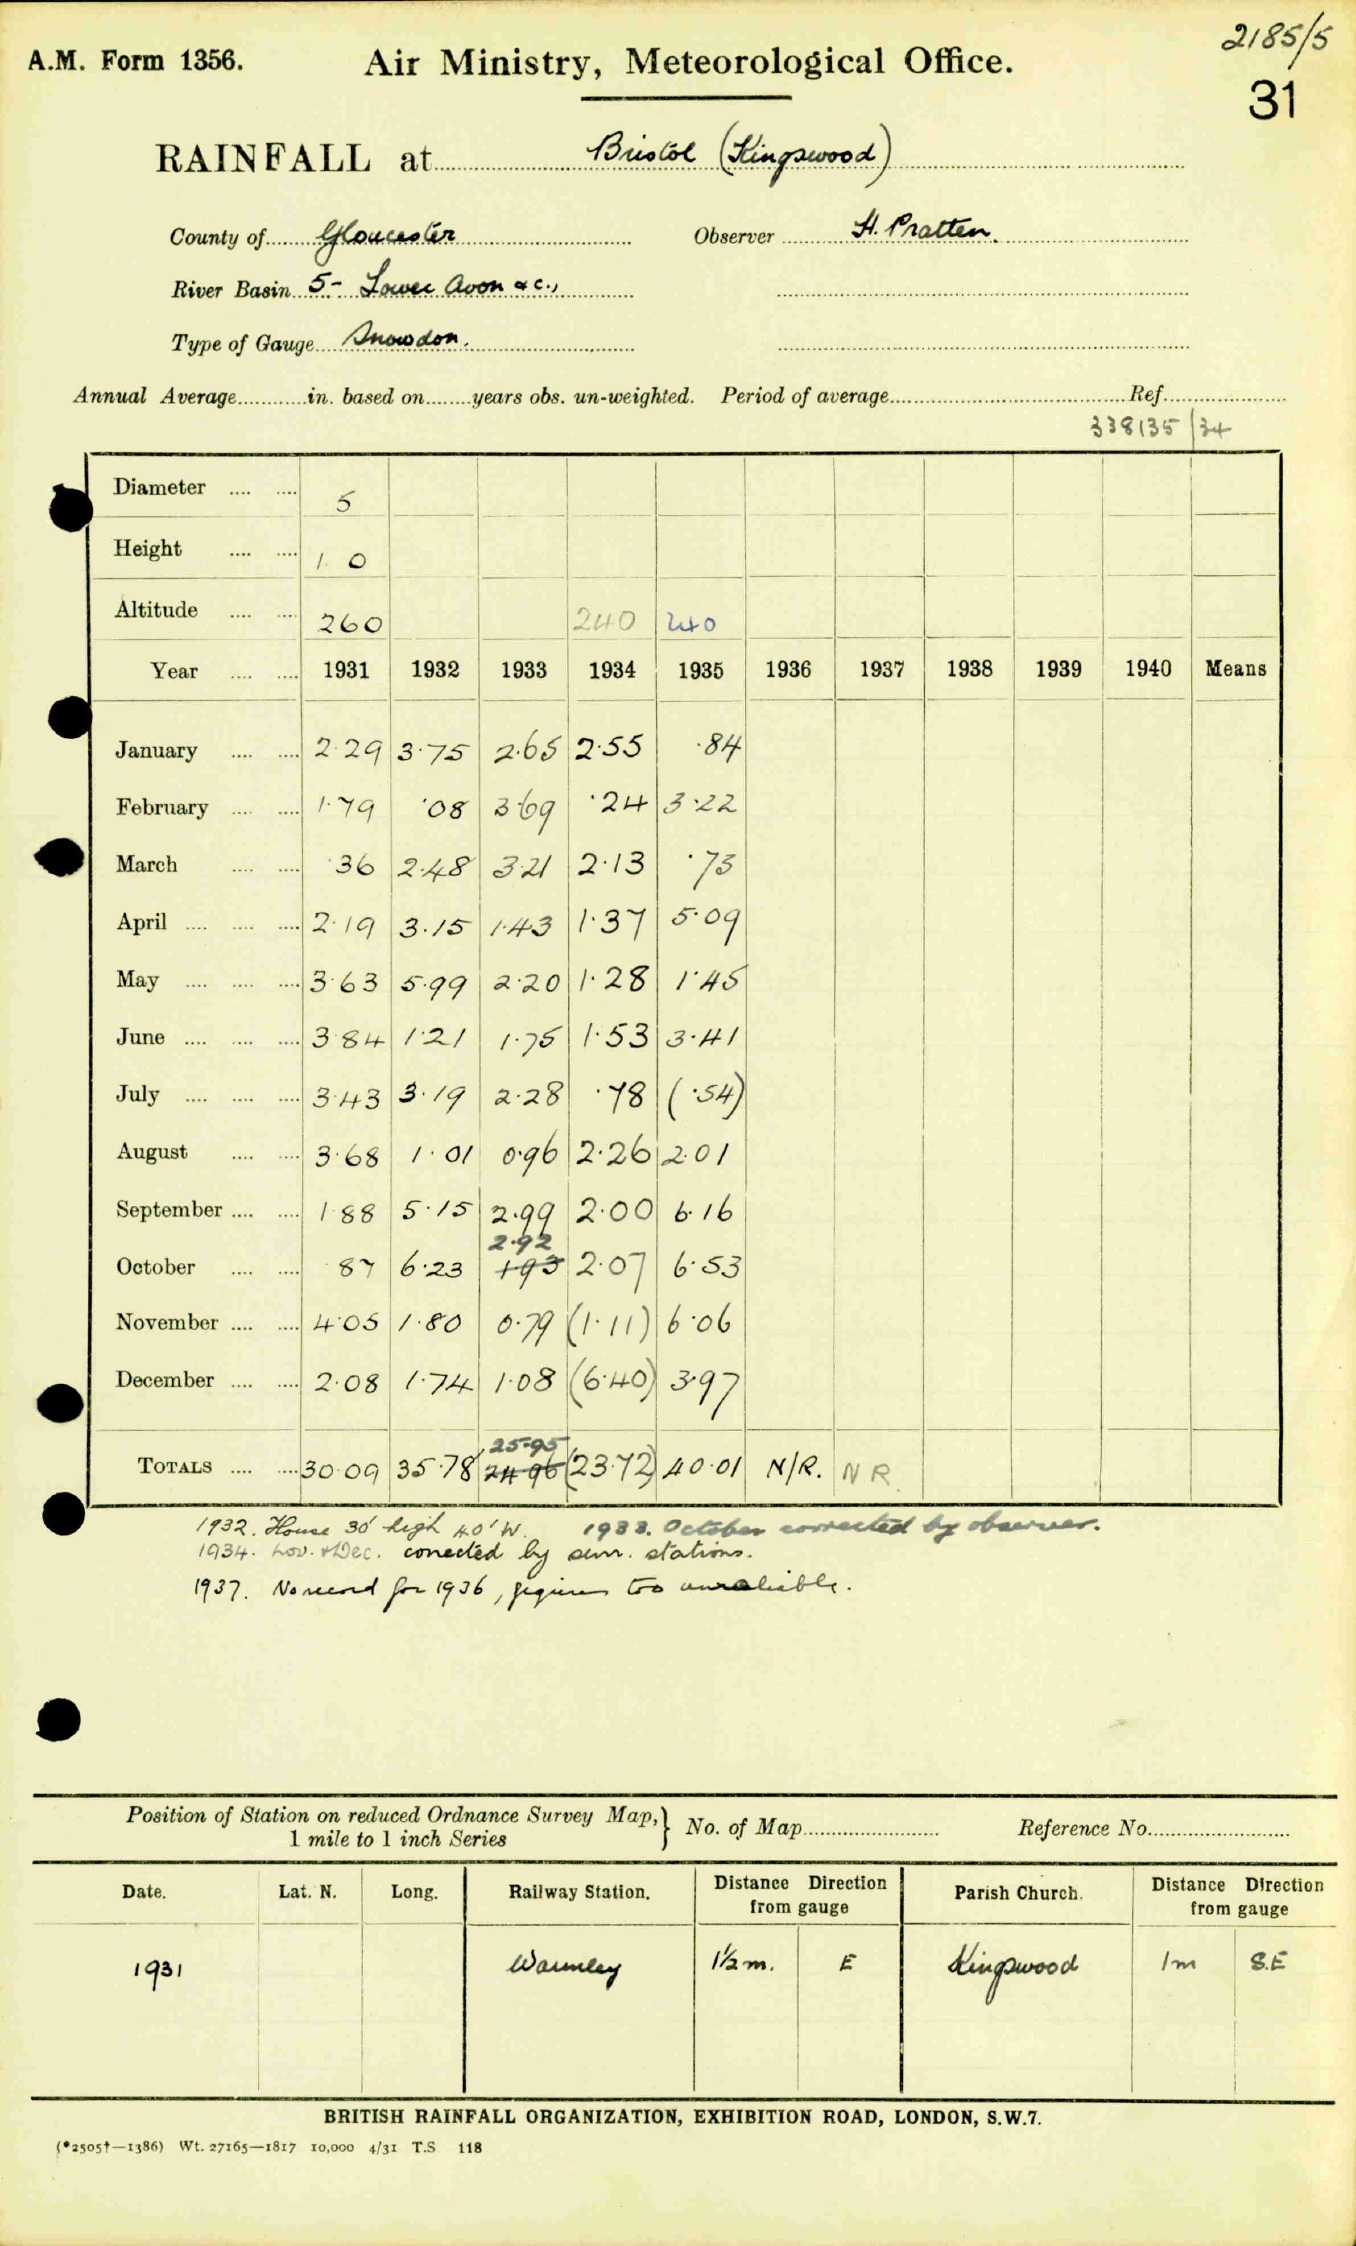 2185/5
A.M. Form 1356. Air Ministry, Meteorological Office.
31
RAINFALL at Bristol (Kingswood)
County of Gloucester Observer H. Pratten.
River Basin 5- Lower Avon & c.,
Type of Gauge Snowdon.
Annual Average in. based on years obs. un-weighted. Period of average Ref.
338135/34
Diameter 5
Height 1 0
Altitude 260 240 240
Year 1931 1932 1933 1934 1935 1936 1937 1938 1939 1940 Means
January 2.29 3.75 2.65 2.55 .84
February 1.79 .08 3.69 .24 3.22
March .36 2.48 3.21 2.13 .73
April 2.19 3.15 1.43 1.37 5.09
May 3.63 5.99 2.20 1.28 1.45
June 3.84 1.21 1.75 1.53 3.41
July 3.43 3.19 2.28 .78 (.54)
August 3.68 1.01 0.96 2.26 2.01
September 1.88 5.15 2.99 2.00 6.16
2.92
October .87 6.23 1.93 2.07 6.53
November 4.05 1.80 0.79 (1.11) 6.06
December 2.08 1.74 1.08 (6.40) 3.97
25.95
TOTALS 30.09 35.78 24.96 (23.72) 40.01 N/R. N R
1932. House 30' high 40' W. 1933. October corrected by observer.
1934. Nov. & Dec. corrected by surr. stations.
1937. No record for 1936, figures too unreliable.
Position of Station on reduced Ordnance Survey Map, } No. of Map Reference No.
1 mile to 1 inch Series
Date. Lat. N. Long. Railway Station. Distance Direction from gauge Parish Church. Distance Direction from gauge
1931 Warmley 1½ m. E Kingswood 1 m S.E
BRITISH RAINFALL ORGANIZATION, EXHIBITION ROAD, LONDON, S.W.7.
(*2505†—1386) Wt. 27165—1817 10,000 4/31 T.S 118